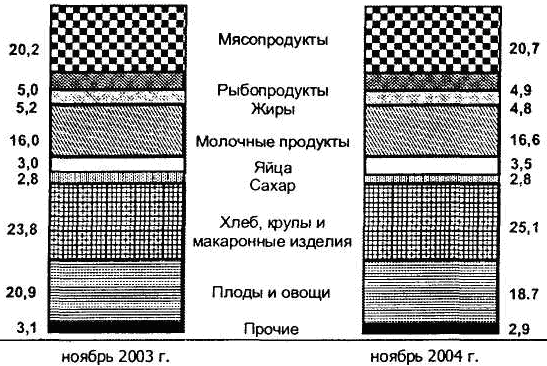 20,2 Мясопродукты 20,7
5,0 Рыбопродукты 4,9
5,2 Жиры 4,8
16,0 Молочные продукты 16,6
3,0 Яйца 3,5
2,8 Сахар 2,8
23,8 Хлеб, крупы и 25,1
макаронные изделия
20,9 Плоды и овощи 18.7
3,1 Прочие 2,9
ноябрь 2003 г. ноябрь 2004 г.